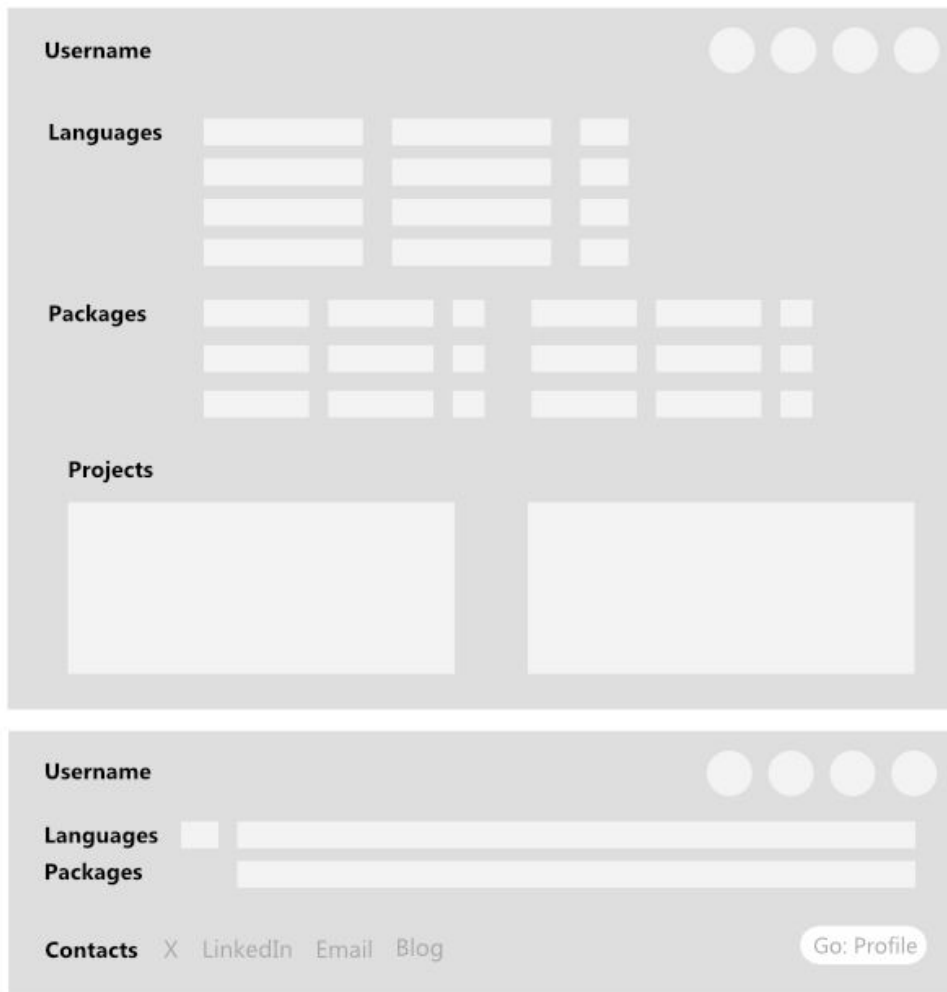 Username
Languages
Packages
Projects
Username
Languages
Packages
Contacts X LinkedIn Email Blog Go: Profile